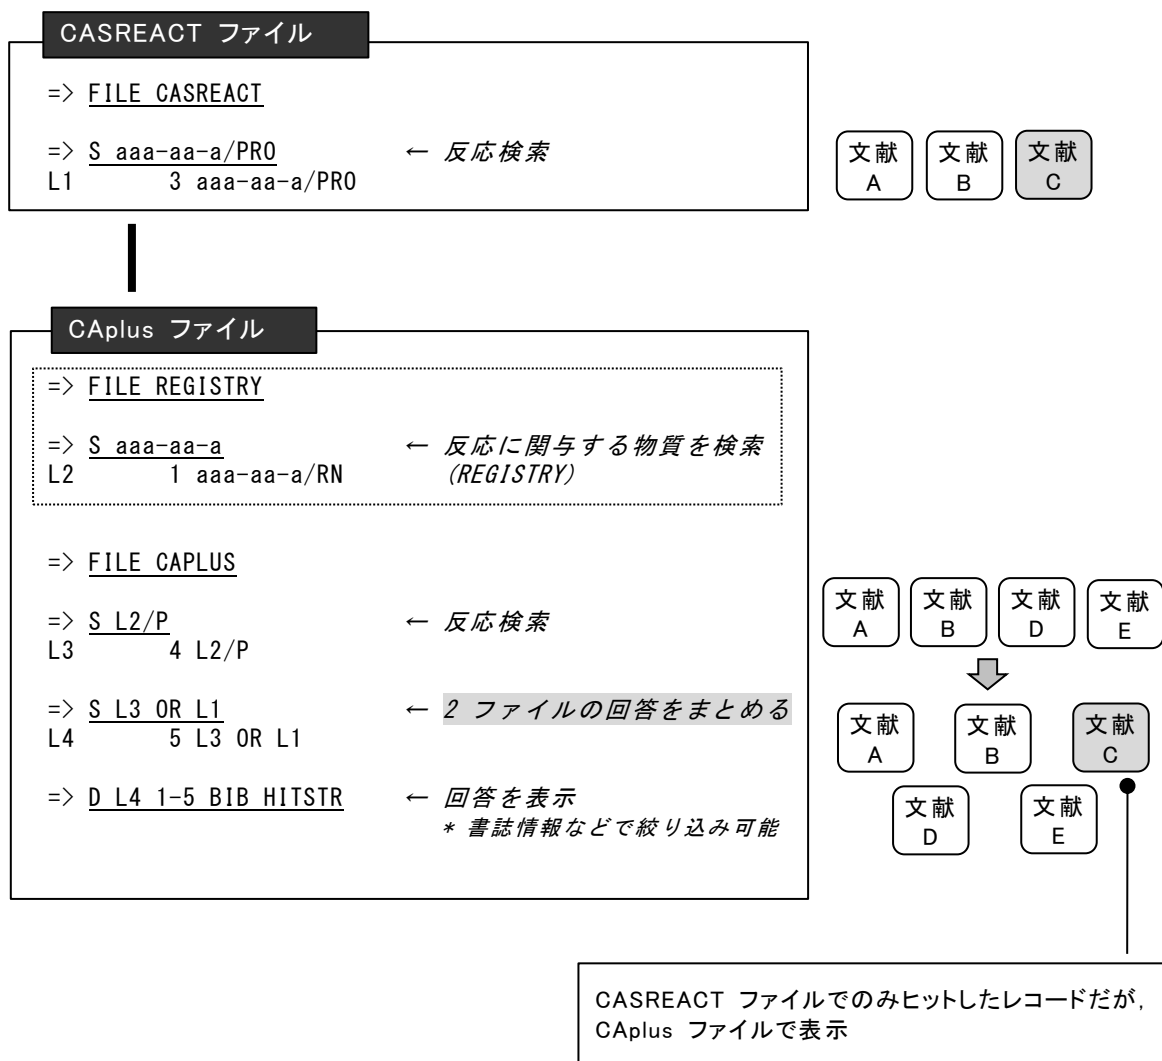 CASREACT ファイル
=> FILE CASREACT
=> S aaa-aa-a/PRO ← 反応検索
L1 3 aaa-aa-a/PRO
文献
A
文献
B
文献
C
CAplus ファイル
=> FILE REGISTRY
=> S aaa-aa-a ← 反応に関与する物質を検索
L2 1 aaa-aa-a/RN (REGISTRY)
=> FILE CAPLUS
=> S L2/P ← 反応検索
L3 4 L2/P
文献
A
文献
B
文献
D
文献
E
=> S L3 OR L1 ← 2 ファイルの回答をまとめる
L4 5 L3 OR L1
文献
A
文献
B
文献
C
=> D L4 1-5 BIB HITSTR ← 回答を表示
* 書誌情報などで絞り込み可能
文献
D
文献
E
CASREACT ファイルでのみヒットしたレコードだが,
CAplus ファイルで表示